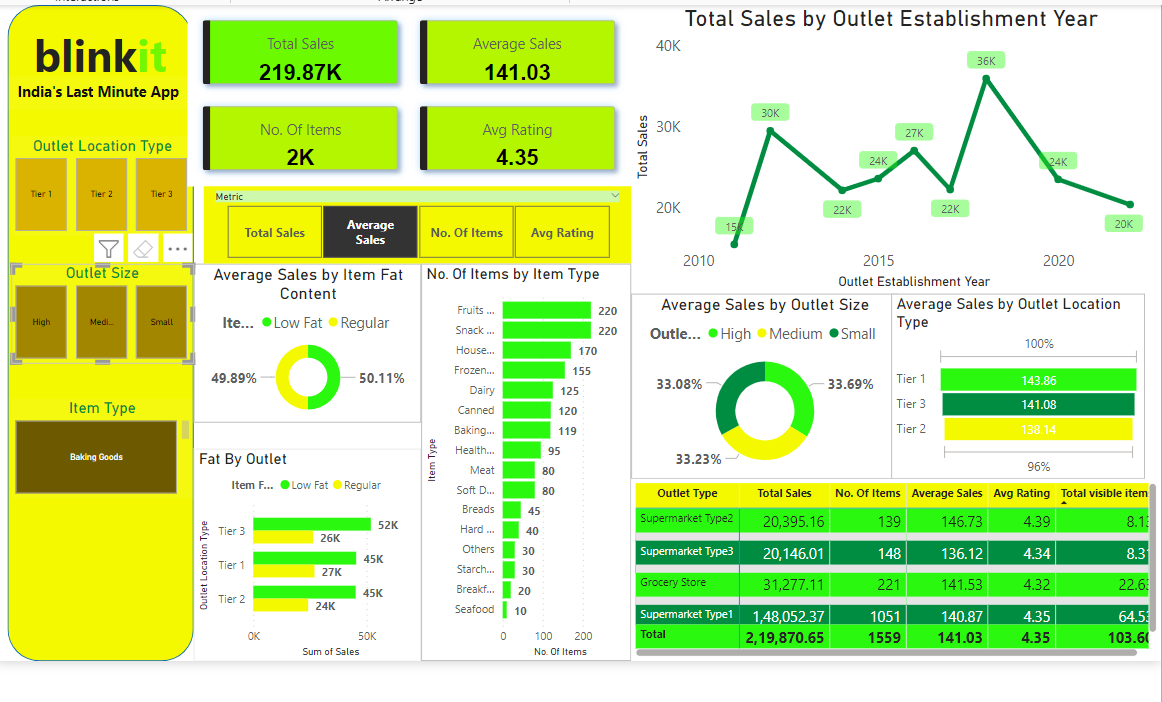 blinkit
India's Last Minute App
Outlet Location Type
Tier 1
Tier 2
Tier 3
Outlet Size
High
Medi...
Small
Item Type
Baking Goods
Total Sales
219.87K
Average Sales
141.03
No. Of Items
2K
Avg Rating
4.35
Metric
Total Sales
Average
Sales
No. Of Items
Avg Rating
Total Sales by Outlet Establishment Year
Total Sales
40K
30K
20K
15K
30K
22K
24K
27K
22K
36K
24K
20K
2010
2015
2020
Outlet Establishment Year
Average Sales by Item Fat
Content
Ite... Low Fat Regular
49.89%
50.11%
Fat By Outlet
Item F... Low Fat Regular
Outlet Location Type
Tier 3 52K
26K
Tier 1 45K
27K
Tier 2 45K
24K
0K 50K
Sum of Sales
No. Of Items by Item Type
Item Type
Fruits ... 220
Snack ... 220
House... 170
Frozen... 155
Dairy 125
Canned 120
Baking... 119
Health... 95
Meat 80
Soft D... 80
Breads 45
Hard ... 40
Others 30
Starch... 30
Breakf... 20
Seafood 10
0 100 200
No. Of Items
Average Sales by Outlet Size
Outle... High Medium Small
33.08%
33.69%
33.23%
Average Sales by Outlet Location
Type
100%
Tier 1 143.86
Tier 3 141.08
Tier 2 138.14
96%
Outlet Type Total Sales No. Of Items Average Sales Avg Rating Total visible item
Supermarket Type2 20,395.16 139 146.73 4.39 8.13
Supermarket Type3 20,146.01 148 136.12 4.34 8.31
Grocery Store 31,277.11 221 141.53 4.32 22.63
Supermarket Type1 1,48,052.37 1051 140.87 4.35 64.53
Total 2,19,870.65 1559 141.03 4.35 103.60